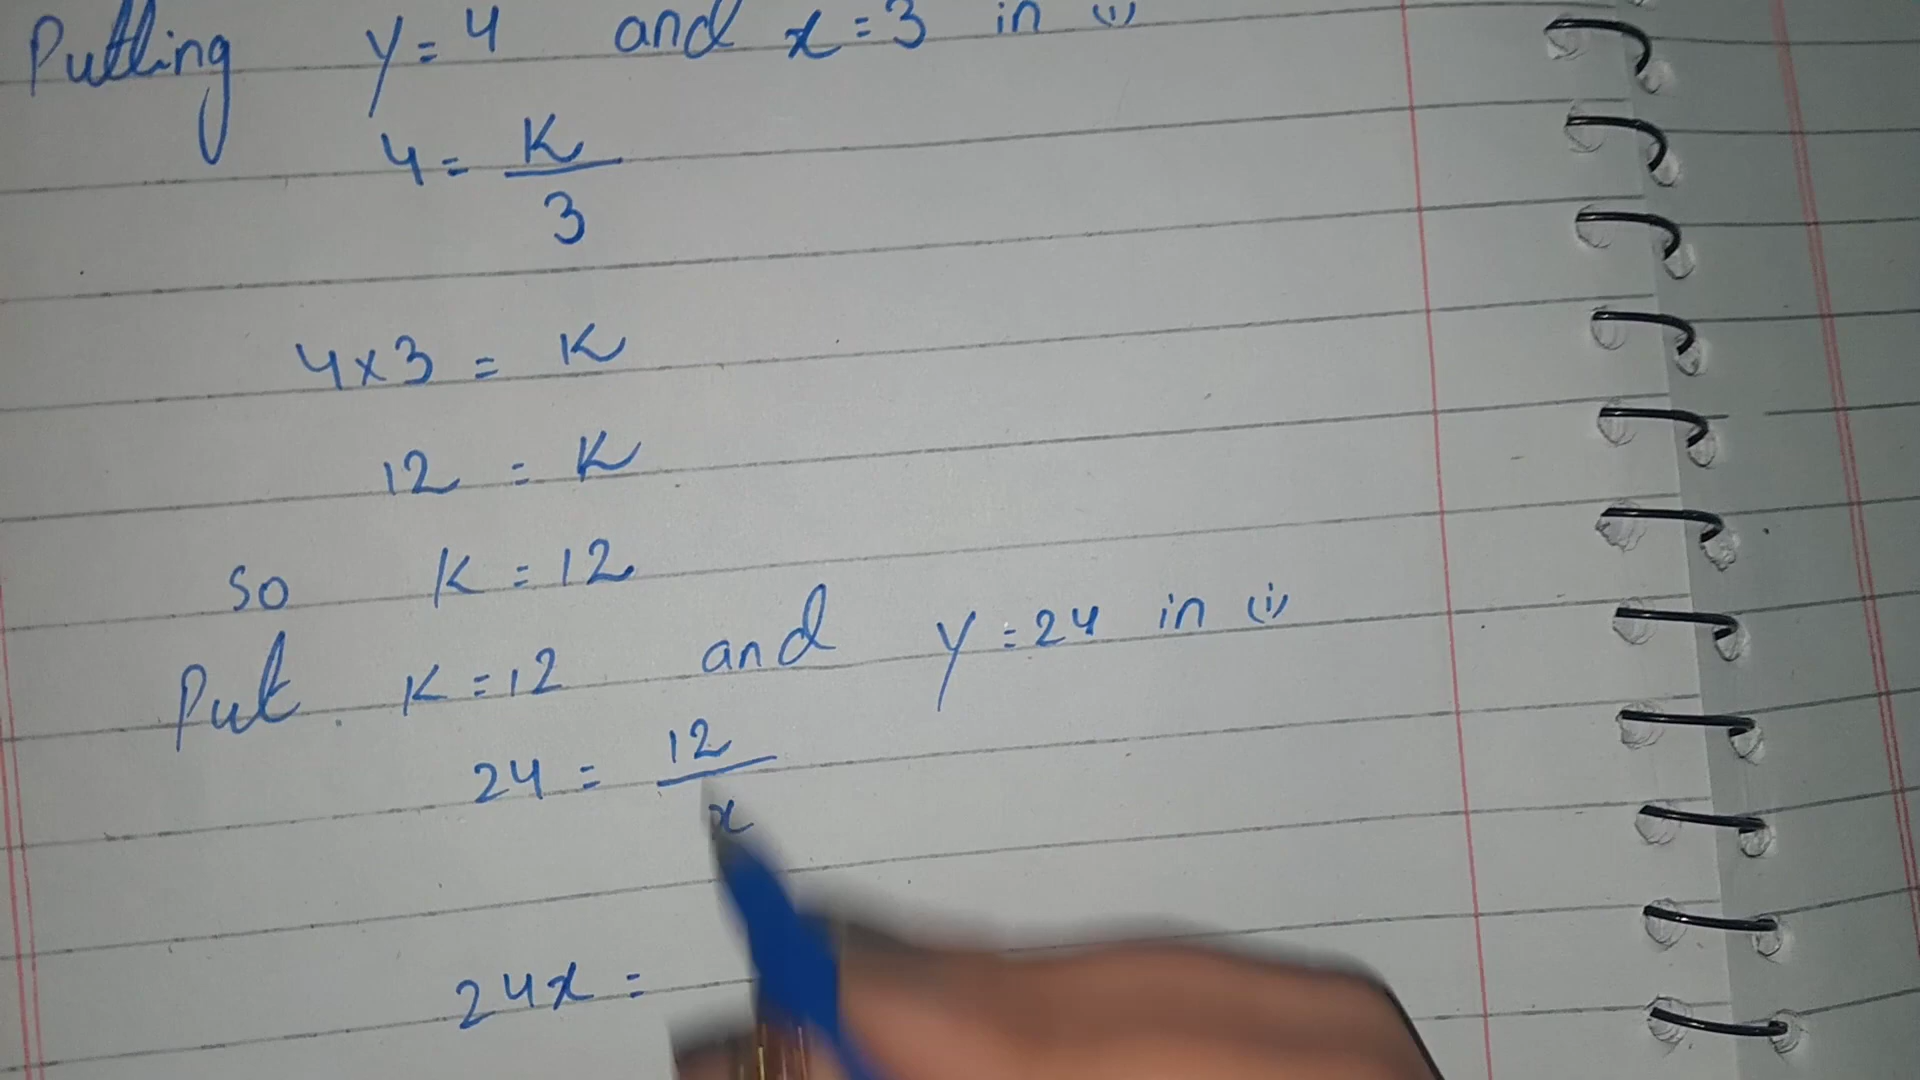 Putting y = 4 and x = 3 in (i)
4 = K
3
4 x 3 = K
12 = K
So K = 12
Put K = 12 and y = 24 in (i)
24 = 12
x
24x =